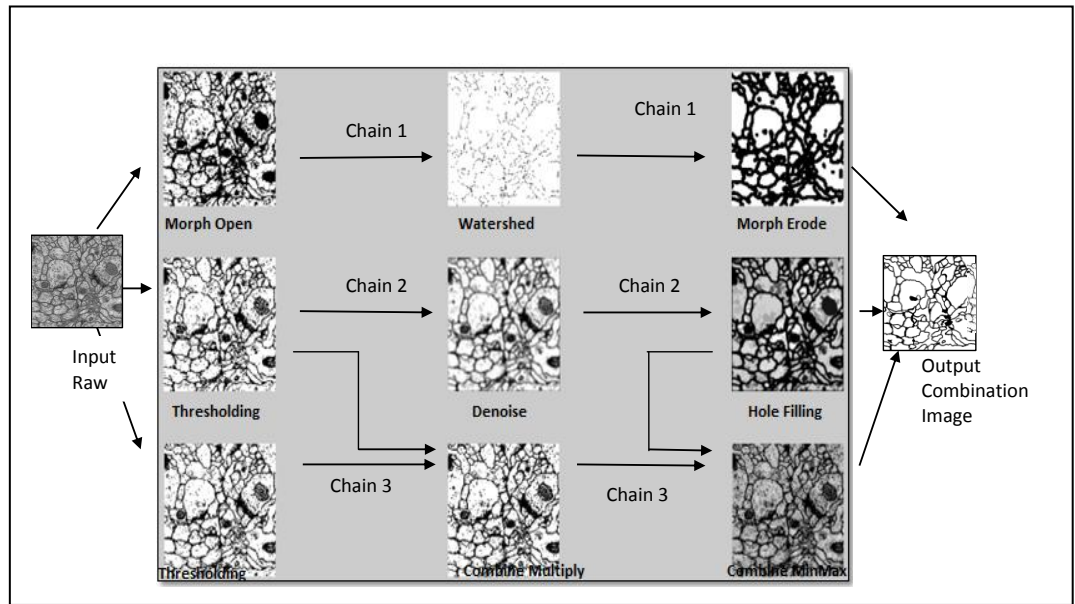 Chain 1
Chain 1
Morph Open
Watershed
Morph Erode
Chain 2
Chain 2
Input
Raw
Thresholding
Denoise
Hole Filling
Output
Combination
Image
Chain 3
Chain 3
Thresholding
Combine Multiply
Combine MinMax